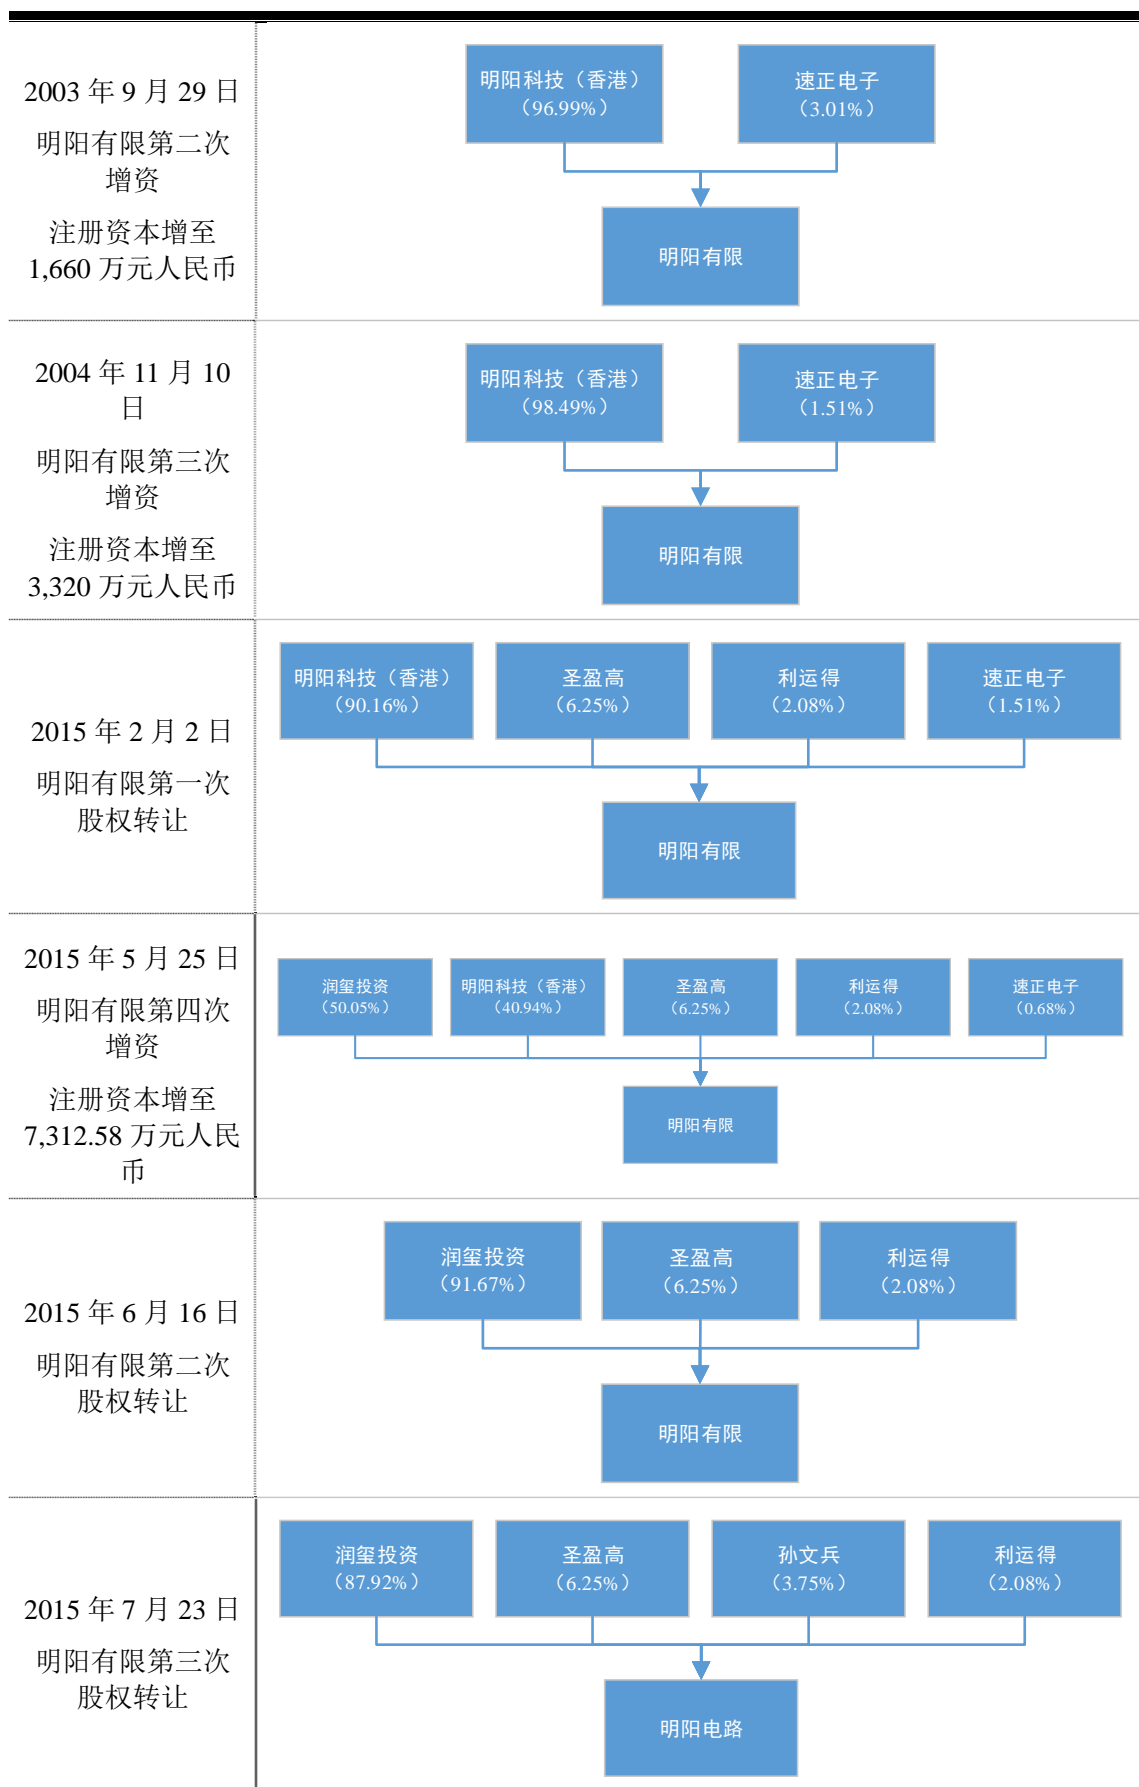 2003 年 9 月 29 日
明阳有限第二次
增资
注册资本增至
1,660 万元人民币
明阳科技（香港）
（96.99%）
速正电子
（3.01%）
明阳有限
2004 年 11 月 10
日
明阳有限第三次
增资
注册资本增至
3,320 万元人民币
明阳科技（香港）
（98.49%）
速正电子
（1.51%）
明阳有限
2015 年 2 月 2 日
明阳有限第一次
股权转让
明阳科技（香港）
（90.16%）
圣盈高
（6.25%）
利运得
（2.08%）
速正电子
（1.51%）
明阳有限
2015 年 5 月 25 日
明阳有限第四次
增资
注册资本增至
7,312.58 万元人民
币
润玺投资
（50.05%）
明阳科技（香港）
（40.94%）
圣盈高
（6.25%）
利运得
（2.08%）
速正电子
（0.68%）
明阳有限
2015 年 6 月 16 日
明阳有限第二次
股权转让
润玺投资
（91.67%）
圣盈高
（6.25%）
利运得
（2.08%）
明阳有限
2015 年 7 月 23 日
明阳有限第三次
股权转让
润玺投资
（87.92%）
圣盈高
（6.25%）
孙文兵
（3.75%）
利运得
（2.08%）
明阳电路